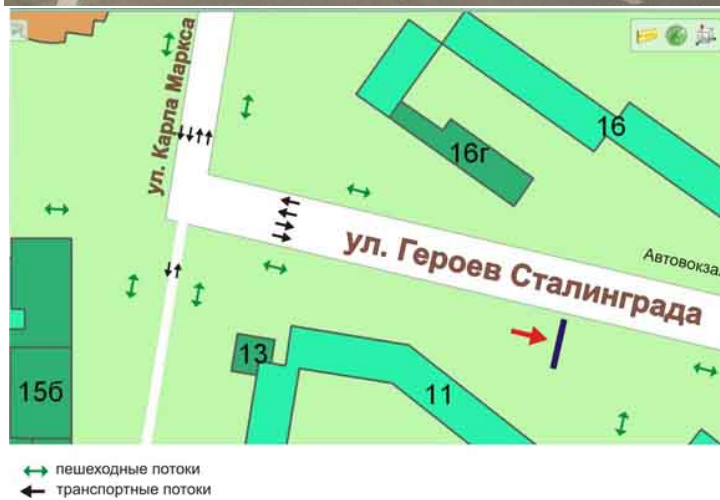 ул. Карла Маркса
16
16г
ул. Героев Сталинграда
Автовокзал
13
11
15б
пешеходные потоки
транспортные потоки